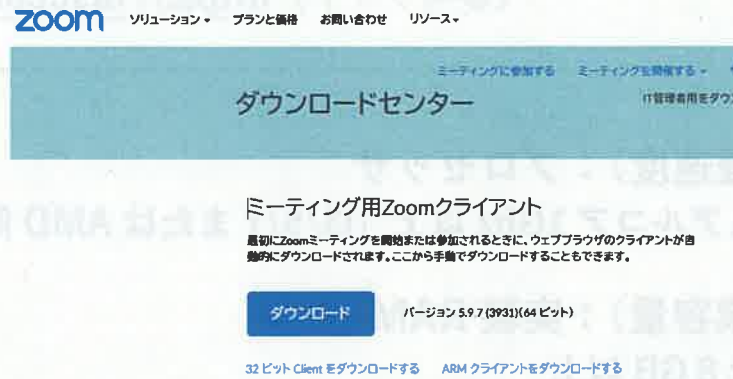 zoom ソリューション プランと価格 お問い合わせ リソース
ミーティングに参加する ミーティングを開催する
ダウンロードセンター IT管理者用をダウ
ミーティング用Zoomクライアント
最初にZoomミーティングを開始または参加されるときに、ウェブブラウザのクライアントが自
動的にダウンロードされます。ここから手動でダウンロードすることもできます。
ダウンロード バージョン 5.9.7 (3931)(64 ビット)
32 ビット Client をダウンロードする ARM クライアントをダウンロードする